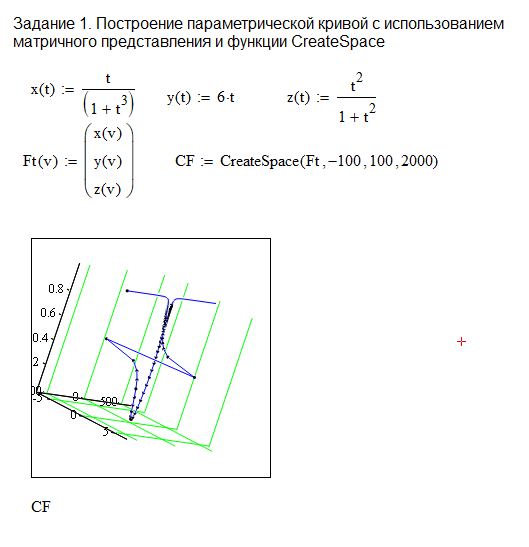 Задание 1. Построение параметрической кривой с использованием
матричного представления и функции CreateSpace
x(t) := t / (1 + t^3)    y(t) := 6·t    z(t) := t^2 / (1 + t^2)
Ft(v) := ( x(v)
y(v)
z(v) )
CF := CreateSpace(Ft , −100 , 100 , 2000)
0.8
0.6
0.4
2
0
500
0
CF